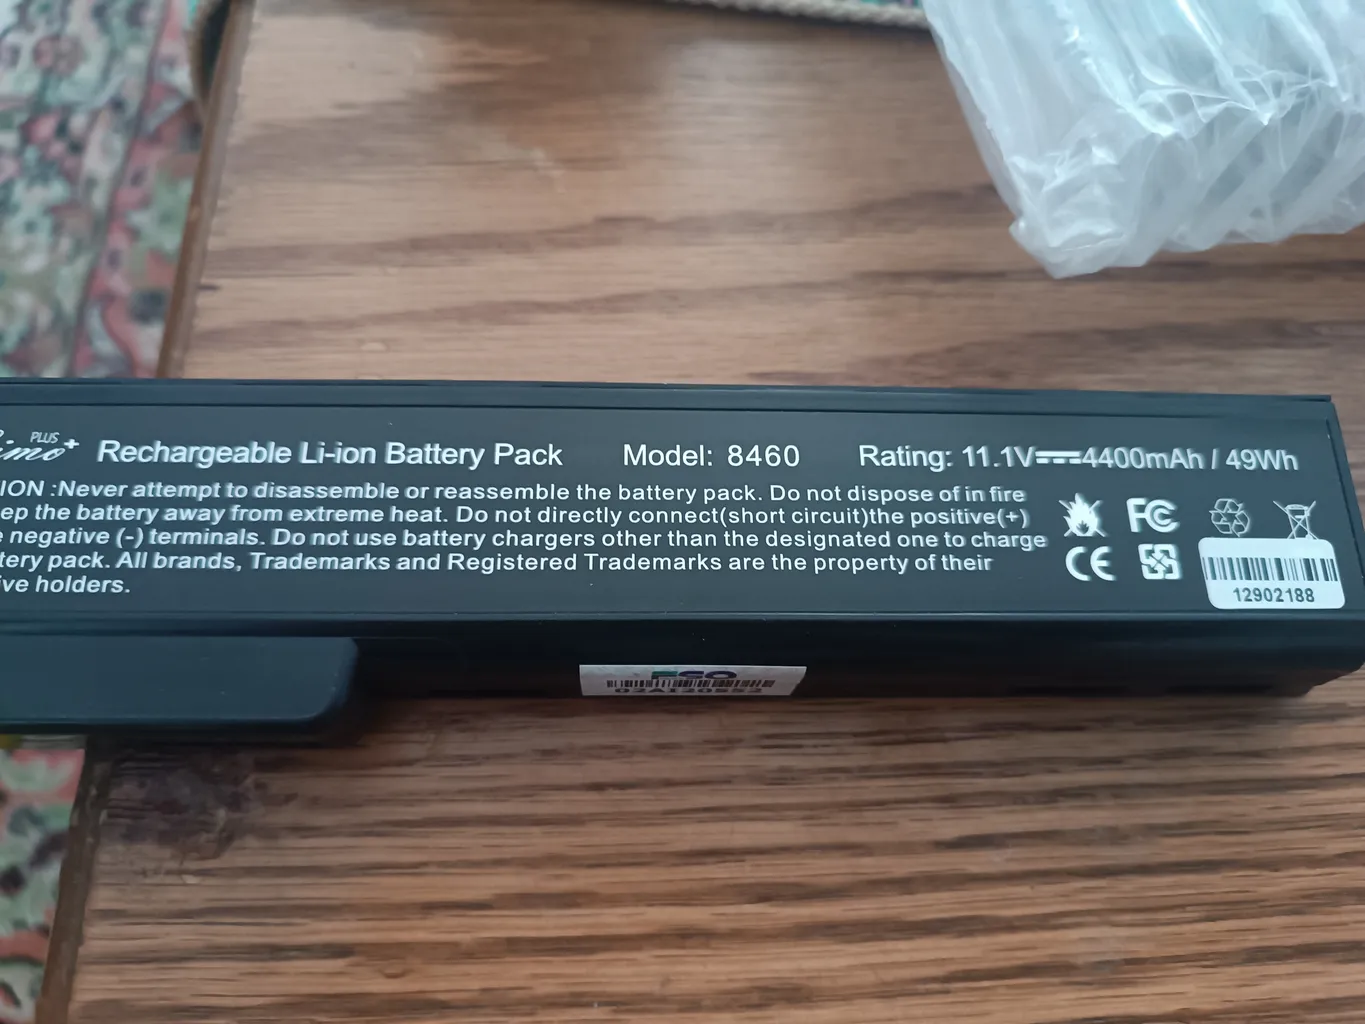 PLUS+ Rechargeable Li-ion Battery Pack Model: 8460 Rating: 11.1V⎓4400mAh / 49Wh
ION :Never attempt to disassemble or reassemble the battery pack. Do not dispose of in fire
ep the battery away from extreme heat. Do not directly connect(short circuit)the positive(+)
negative (-) terminals. Do not use battery chargers other than the designated one to charge
tery pack. All brands, Trademarks and Registered Trademarks are the property of their
ive holders.
FC
CE
12902188